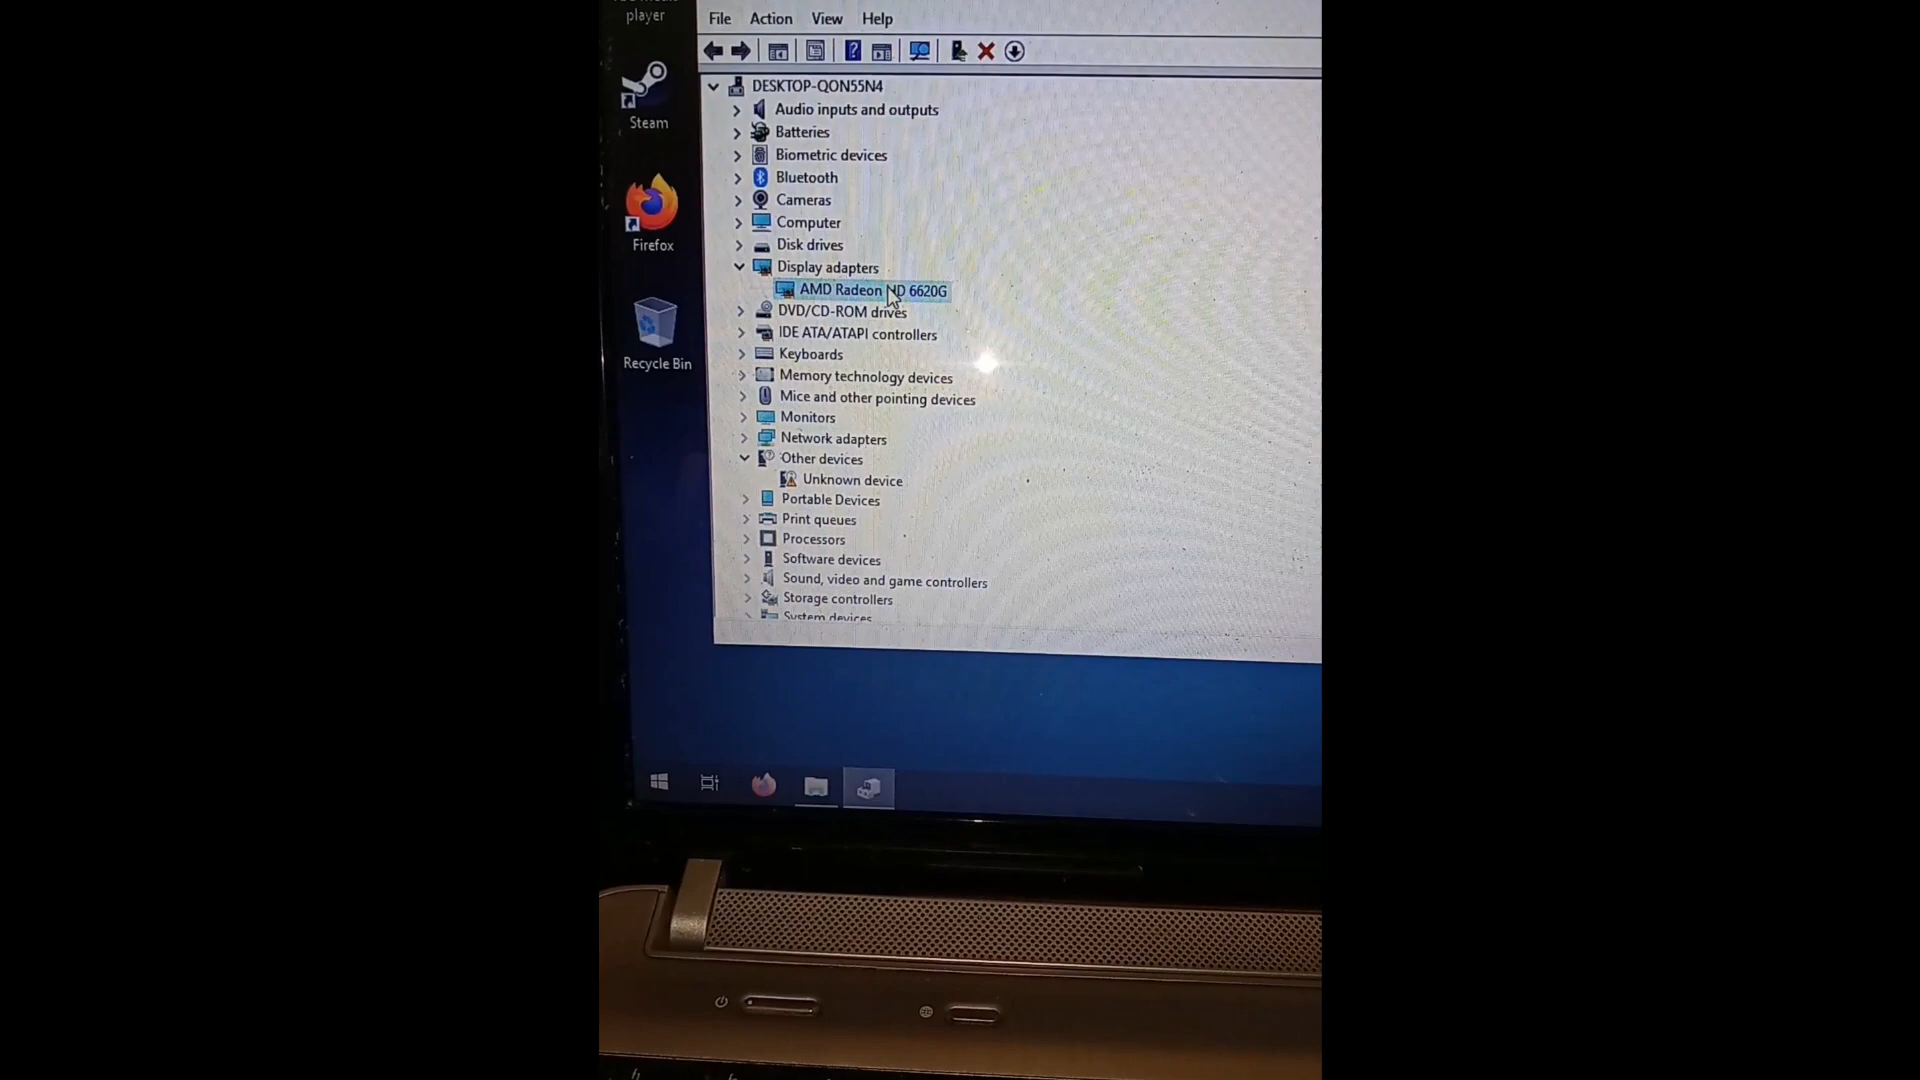 player
Steam
Firefox
Recycle Bin
File Action View Help
DESKTOP-QON55N4
Audio inputs and outputs
Batteries
Biometric devices
Bluetooth
Cameras
Computer
Disk drives
Display adapters
AMD Radeon HD 6620G
DVD/CD-ROM drives
IDE ATA/ATAPI controllers
Keyboards
Memory technology devices
Mice and other pointing devices
Monitors
Network adapters
Other devices
Unknown device
Portable Devices
Print queues
Processors
Software devices
Sound, video and game controllers
Storage controllers
System devices